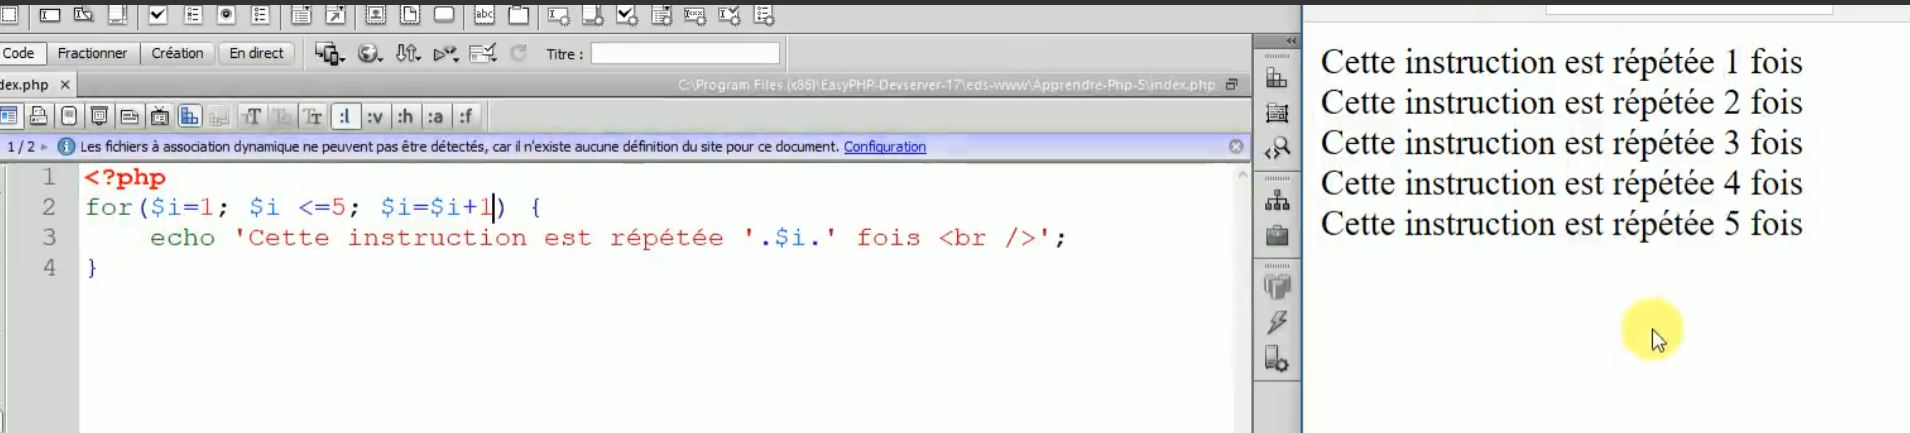 abc
Code Fractionner Création En direct Titre :
dex.php × C:\Program Files (x86)\EasyPHP-Devserver-17\eds-www\Apprendre-Php-5\index.php
:l :v :h :a :f
1 / 2 Les fichiers à association dynamique ne peuvent pas être détectés, car il n'existe aucune définition du site pour ce document. Configuration
1 <?php
2 for($i=1; $i <=5; $i=$i+1) {
3 echo 'Cette instruction est répétée '.$i.' fois <br />';
4 }
Cette instruction est répétée 1 fois
Cette instruction est répétée 2 fois
Cette instruction est répétée 3 fois
Cette instruction est répétée 4 fois
Cette instruction est répétée 5 fois